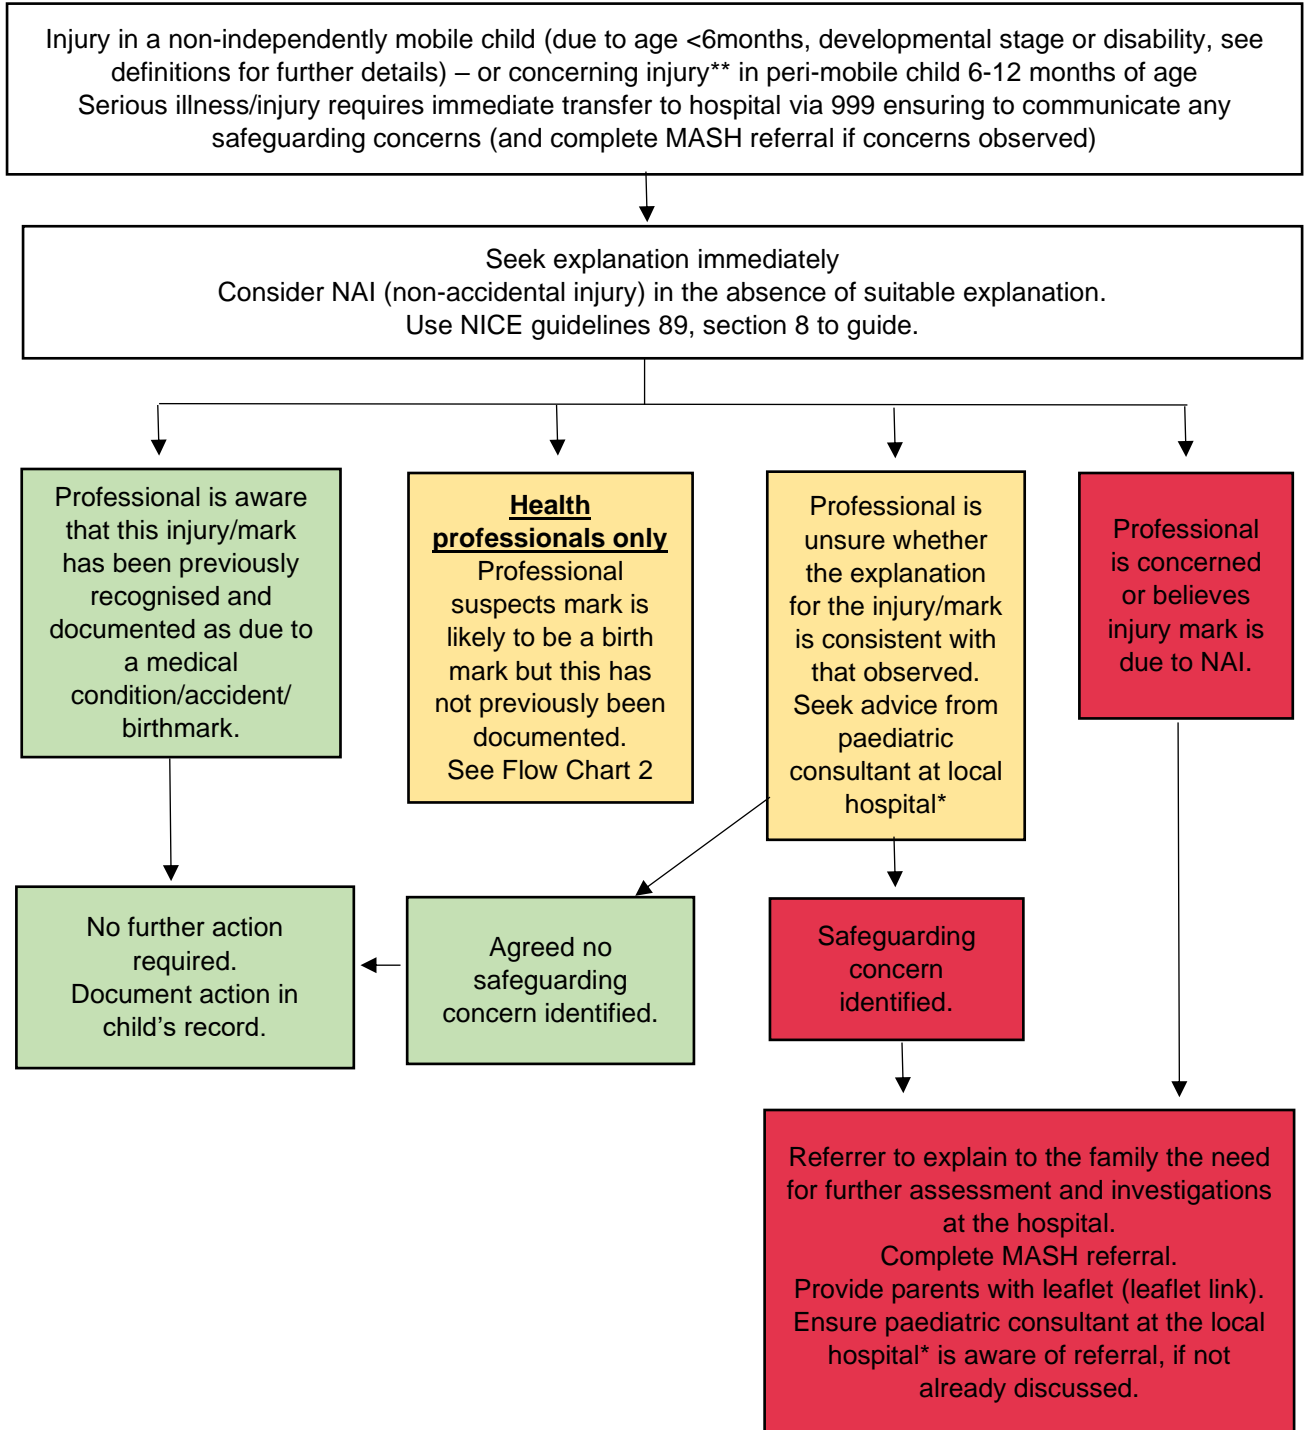 Injury in a non-independently mobile child (due to age <6months, developmental stage or disability, see
definitions for further details) – or concerning injury** in peri-mobile child 6-12 months of age
Serious illness/injury requires immediate transfer to hospital via 999 ensuring to communicate any
safeguarding concerns (and complete MASH referral if concerns observed)
Seek explanation immediately
Consider NAI (non-accidental injury) in the absence of suitable explanation.
Use NICE guidelines 89, section 8 to guide.
Professional is aware
that this injury/mark
has been previously
recognised and
documented as due to
a medical
condition/accident/
birthmark.
Health
professionals only
Professional
suspects mark is
likely to be a birth
mark but this has
not previously been
documented.
See Flow Chart 2
Professional is
unsure whether
the explanation
for the injury/mark
is consistent with
that observed.
Seek advice from
paediatric
consultant at local
hospital*
Professional
is concerned
or believes
injury mark is
due to NAI.
No further action
required.
Document action in
child’s record.
Agreed no
safeguarding
concern identified.
Safeguarding
concern
identified.
Referrer to explain to the family the need
for further assessment and investigations
at the hospital.
Complete MASH referral.
Provide parents with leaflet (leaflet link).
Ensure paediatric consultant at the local
hospital* is aware of referral, if not
already discussed.